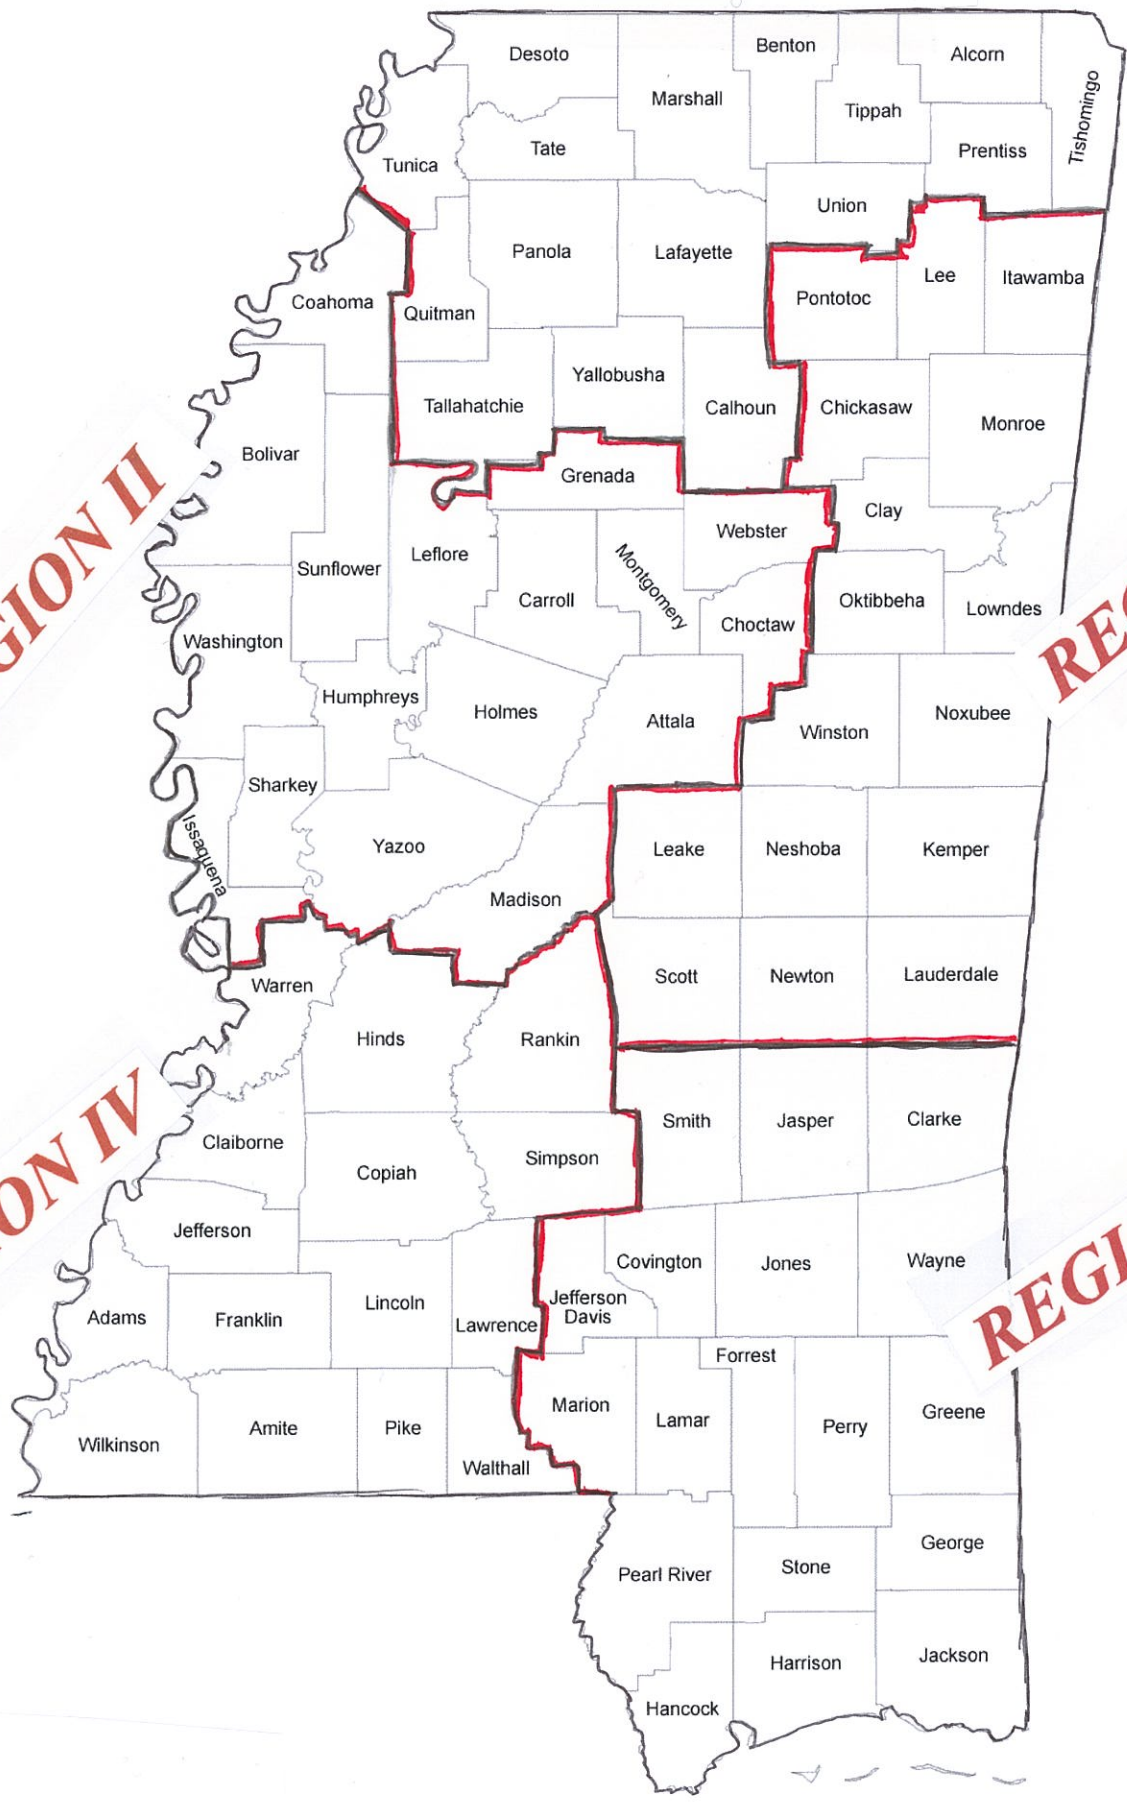 Desoto
Benton
Alcorn
Marshall
Tippah
Tishomingo
Tate
Prentiss
Tunica
Union
Panola
Lafayette
Lee
Itawamba
Pontotoc
Coahoma
Quitman
Yallobusha
Tallahatchie
Calhoun
Chickasaw
Monroe
Bolivar
Grenada
GION II
Clay
Webster
Leflore
Sunflower
Montgomery
Carroll
Oktibbeha
Lowndes
Choctaw
Washington
REG
Humphreys
Holmes
Attala
Noxubee
Winston
Sharkey
Issaquena
Yazoo
Leake
Neshoba
Kemper
Madison
Scott
Newton
Lauderdale
Warren
Hinds
Rankin
ON IV
Smith
Jasper
Clarke
Claiborne
Copiah
Simpson
Jefferson
Covington
Jones
Wayne
REGI
Adams
Franklin
Lincoln
Lawrence
Jefferson
Davis
Forrest
Marion
Lamar
Perry
Greene
Wilkinson
Amite
Pike
Walthall
George
Pearl River
Stone
Harrison
Jackson
Hancock